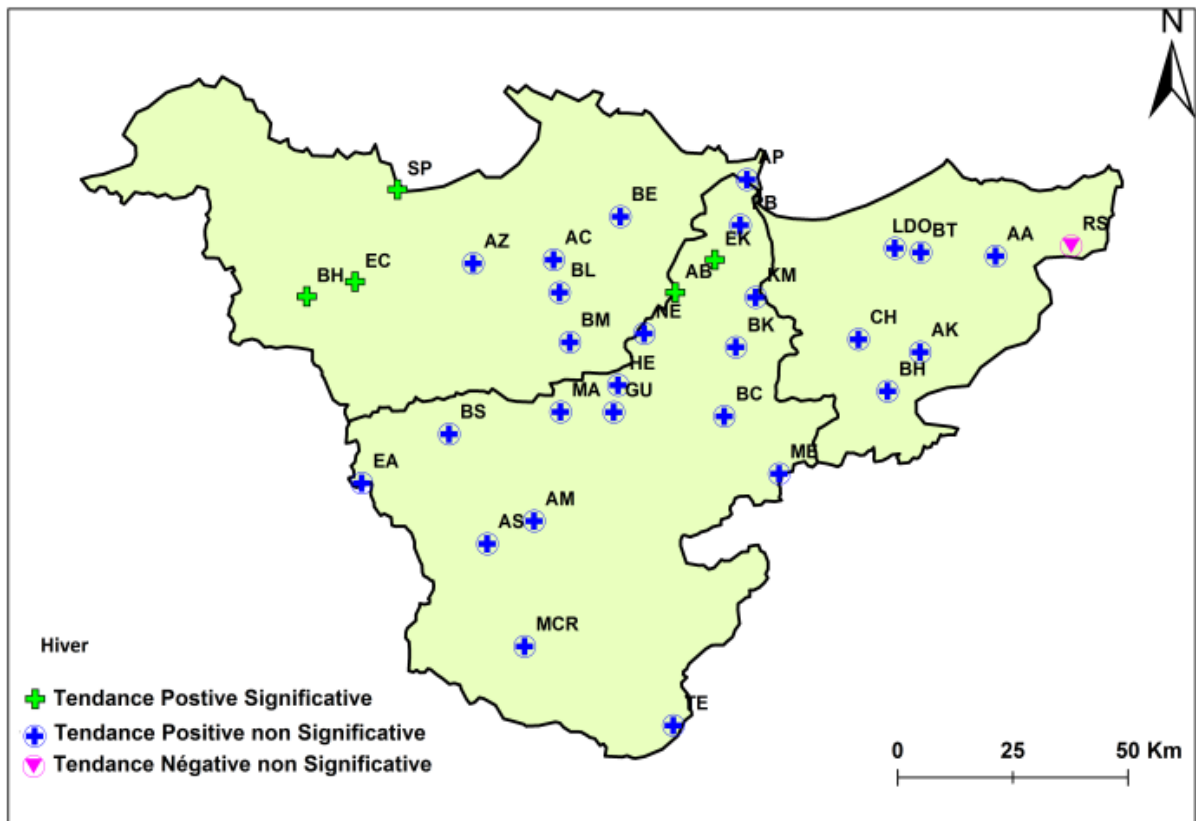 N
AP
SP
BE
PB
LDO
BT
AA
RS
AZ
AC
EK
BH
EC
BL
AB
KM
BM
NE
BK
CH
AK
HE
BH
MA
GU
BC
BS
EA
ME
AM
AS
MCR
TE
Hiver
Tendance Postive Significative
Tendance Positive non Significative
Tendance Négative non Significative
0 25 50 Km